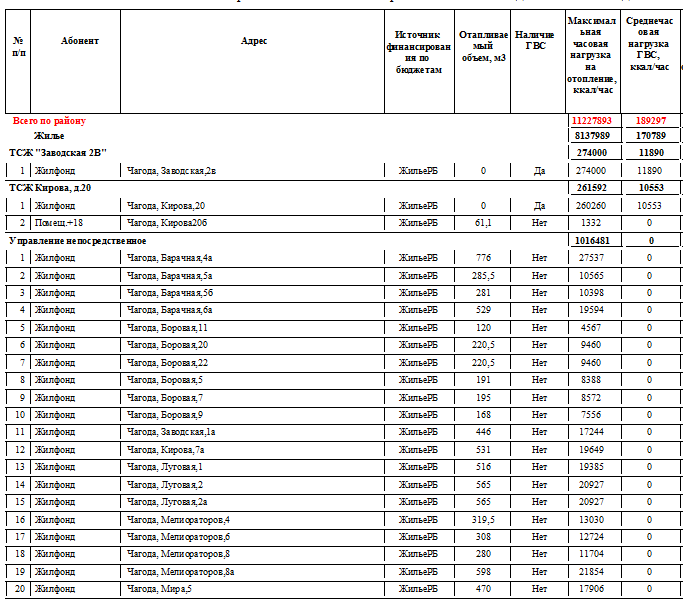 № п/п Абонент Адрес Источник финансирования по бюджетам Отапливаемый объем, м3 Наличие ГВС Максимальная часовая нагрузка на отопление, ккал/час Среднечасовая нагрузка ГВС, ккал/час
Всего по району 11227893 189297
Жилье 8137989 170789
ТСЖ "Заводская 2В" 274000 11890
1 Жилфонд Чагода, Заводская,2в ЖильеРБ 0 Да 274000 11890
ТСЖ Кирова, д.20 261592 10553
1 Жилфонд Чагода, Кирова,20 ЖильеРБ 0 Да 260260 10553
2 Помещ.+18 Чагода, Кирова20б ЖильеРБ 61,1 Нет 1332 0
Управление непосредственное 1016481 0
1 Жилфонд Чагода, Барачная,4а ЖильеРБ 776 Нет 27537 0
2 Жилфонд Чагода, Барачная,5а ЖильеРБ 285,5 Нет 10565 0
3 Жилфонд Чагода, Барачная,5б ЖильеРБ 281 Нет 10398 0
4 Жилфонд Чагода, Барачная,6а ЖильеРБ 529 Нет 19594 0
5 Жилфонд Чагода, Боровая,11 ЖильеРБ 120 Нет 4567 0
6 Жилфонд Чагода, Боровая,20 ЖильеРБ 220,5 Нет 9460 0
7 Жилфонд Чагода, Боровая,22 ЖильеРБ 220,5 Нет 9460 0
8 Жилфонд Чагода, Боровая,5 ЖильеРБ 191 Нет 8388 0
9 Жилфонд Чагода, Боровая,7 ЖильеРБ 195 Нет 8572 0
10 Жилфонд Чагода, Боровая,9 ЖильеРБ 168 Нет 7556 0
11 Жилфонд Чагода, Заводская,1а ЖильеРБ 446 Нет 17244 0
12 Жилфонд Чагода, Кирова,7а ЖильеРБ 531 Нет 19649 0
13 Жилфонд Чагода, Луговая,1 ЖильеРБ 516 Нет 19385 0
14 Жилфонд Чагода, Луговая,2 ЖильеРБ 565 Нет 20927 0
15 Жилфонд Чагода, Луговая,2а ЖильеРБ 565 Нет 20927 0
16 Жилфонд Чагода, Мелиораторов,4 ЖильеРБ 319,5 Нет 13030 0
17 Жилфонд Чагода, Мелиораторов,6 ЖильеРБ 308 Нет 12724 0
18 Жилфонд Чагода, Мелиораторов,8 ЖильеРБ 280 Нет 11704 0
19 Жилфонд Чагода, Мелиораторов,8а ЖильеРБ 598 Нет 21854 0
20 Жилфонд Чагода, Мира,5 ЖильеРБ 470 Нет 17906 0